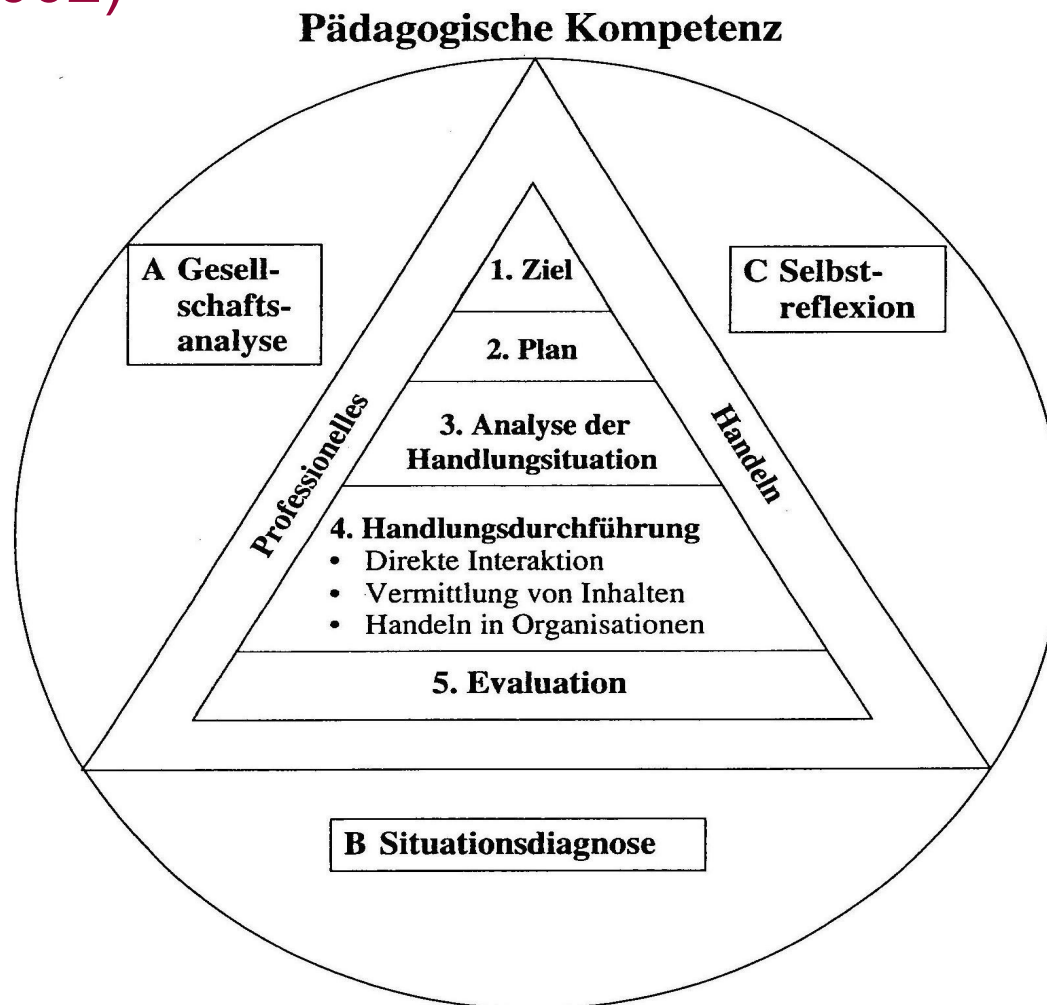 Pädagogische Kompetenz
A Gesell-
schafts-
analyse
C Selbst-
reflexion
Professionelles
Handeln
1. Ziel
2. Plan
3. Analyse der
Handlungsituation
4. Handlungsdurchführung
• Direkte Interaktion
• Vermittlung von Inhalten
• Handeln in Organisationen
5. Evaluation
B Situationsdiagnose